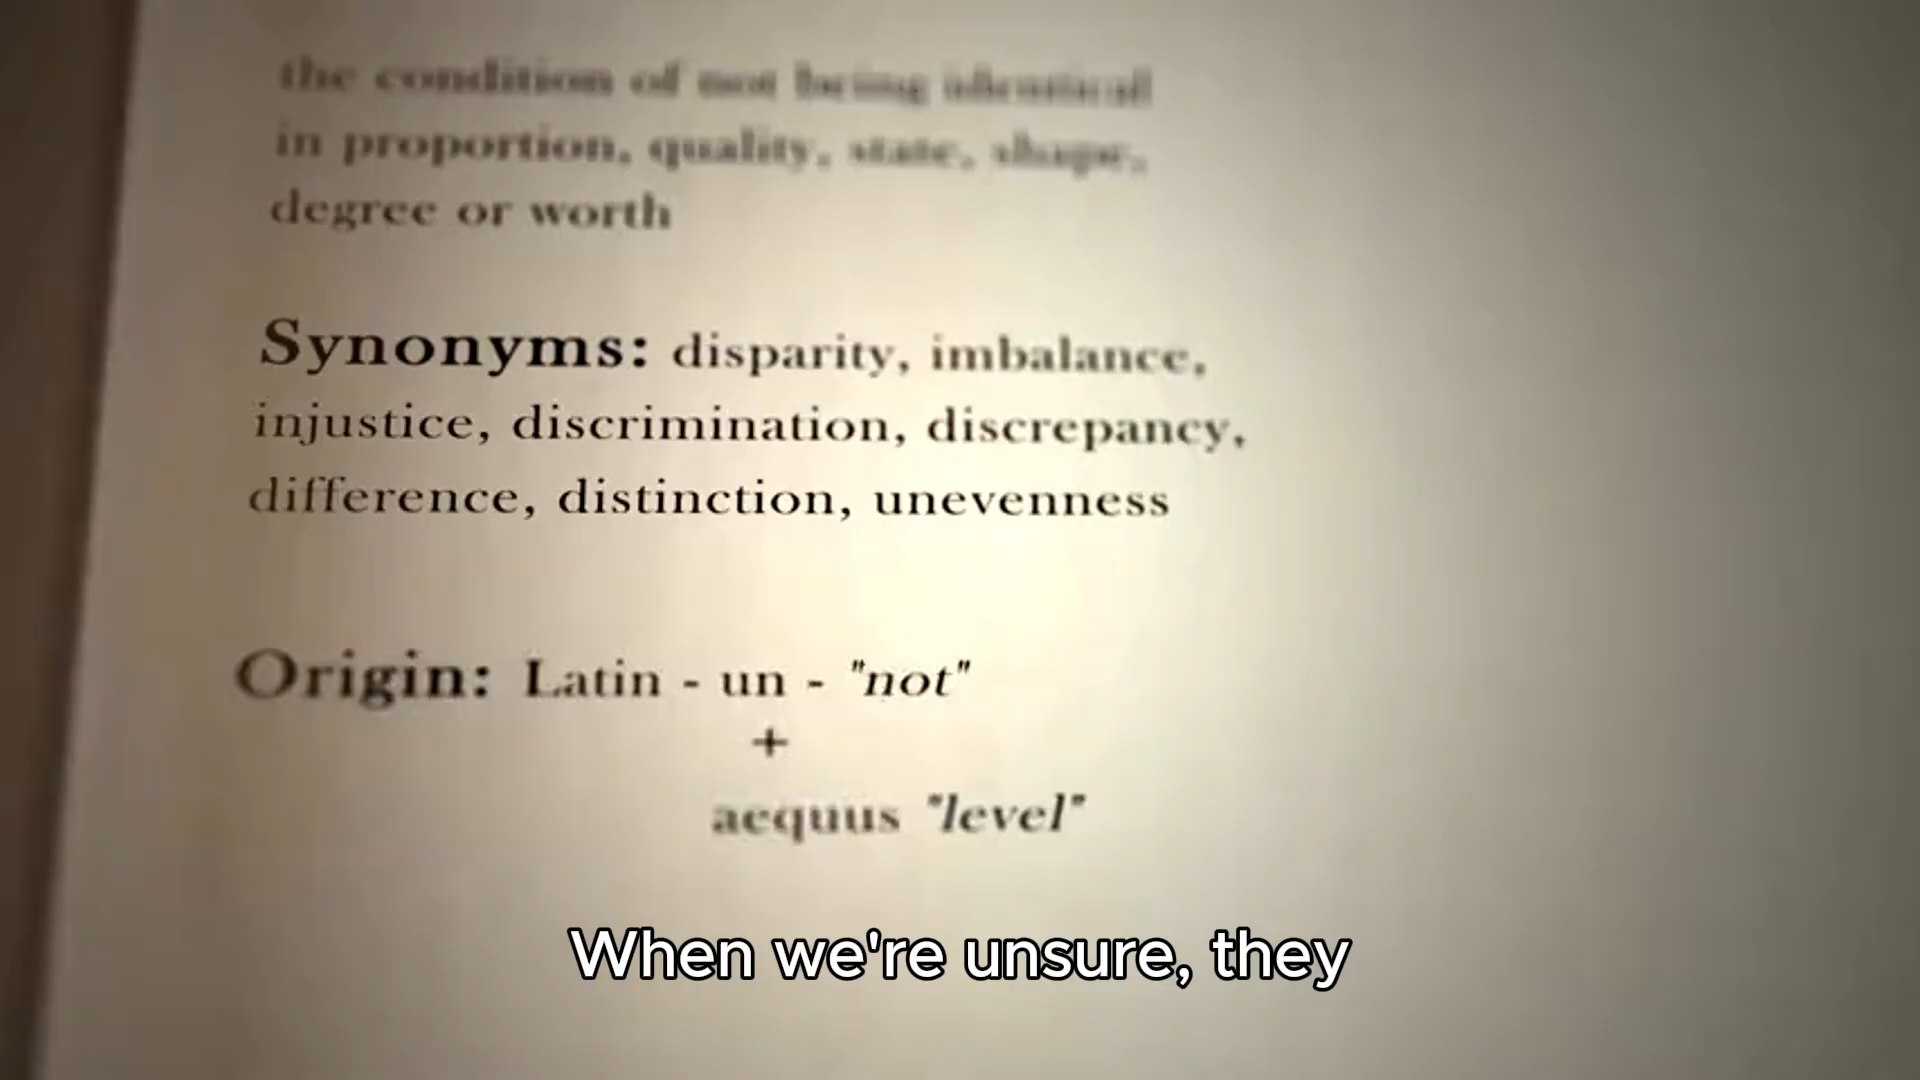 the condition of not being identical
in proportion, quality, state, shape,
degree or worth
Synonyms: disparity, imbalance,
injustice, discrimination, discrepancy,
difference, distinction, unevenness
Origin: Latin - un - "not"
+
aequus "level"
When we're unsure, they